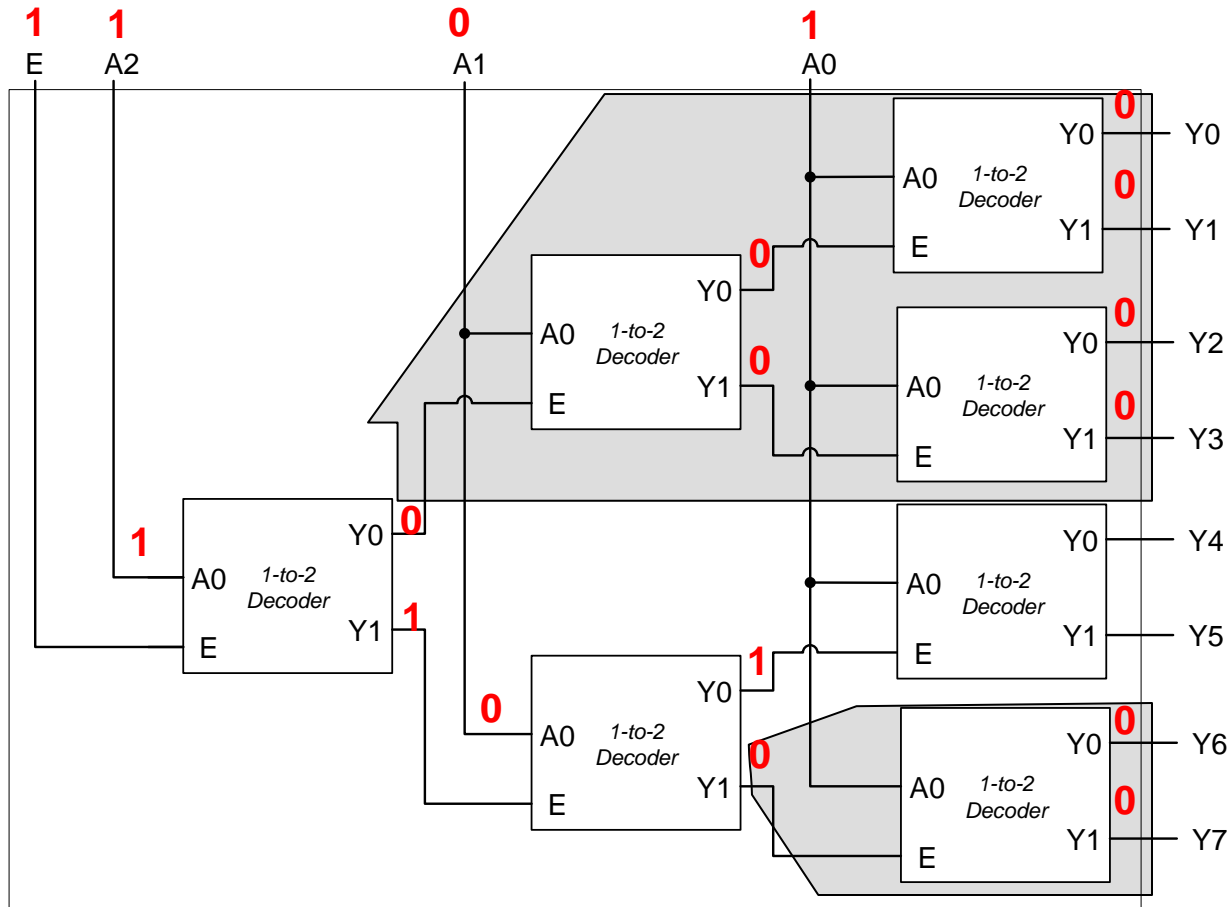 1 1 0 1
E A2 A1 A0
A0 1-to-2 Decoder E Y0 0 Y0
Y1 0 Y1
A0 1-to-2 Decoder E Y0 0 Y1 0
A0 1-to-2 Decoder E Y0 0 Y2
Y1 0 Y3
1 A0 1-to-2 Decoder E Y0 0 Y1 1
A0 1-to-2 Decoder E Y0 Y4
Y1 Y5
0 A0 1-to-2 Decoder E Y0 1 Y1 0
A0 1-to-2 Decoder E Y0 0 Y6
Y1 0 Y7